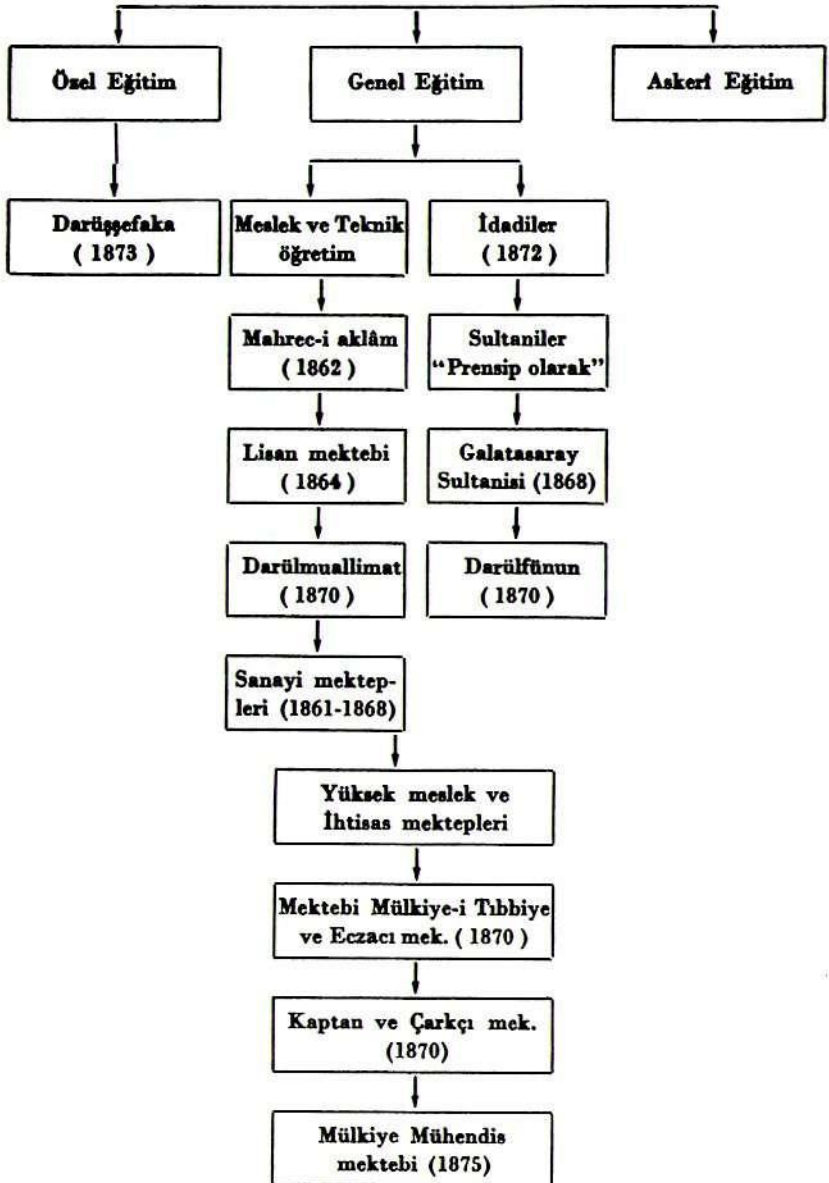 Özel Eğitim
Genel Eğitim
Askerî Eğitim
Darüşşefaka
( 1873 )
Meslek ve Teknik
öğretim
İdadiler
( 1872 )
Mahrec-i aklâm
( 1862 )
Sultaniler
“Prensip olarak”
Lisan mektebi
( 1864 )
Galatasaray
Sultanisi (1868)
Darülmuallimat
( 1870 )
Darülfünun
( 1870 )
Sanayi mektep-
leri (1861-1868)
Yüksek meslek ve
İhtisas mektepleri
Mektebi Mülkiye-i Tıbbiye
ve Eczacı mek. ( 1870 )
Kaptan ve Çarkçı mek.
(1870)
Mülkiye Mühendis
mektebi (1875)